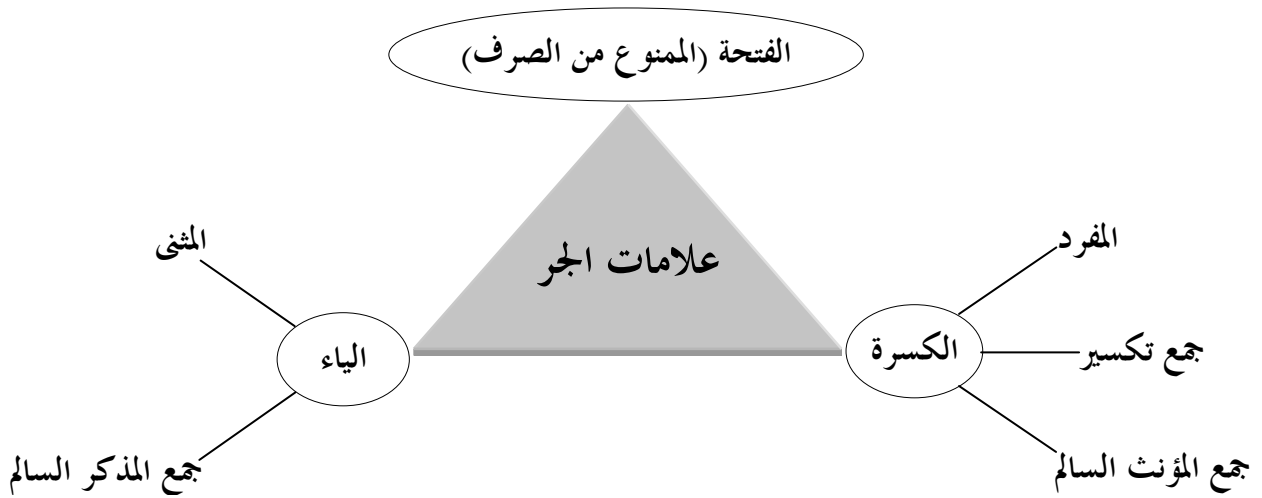 الفتحة (الممنوع من الصرف)
علامات الجر
الكسرة
المفرد
جمع تكسير
جمع المؤنث السالم
الياء
المثنى
جمع المذكر السالم